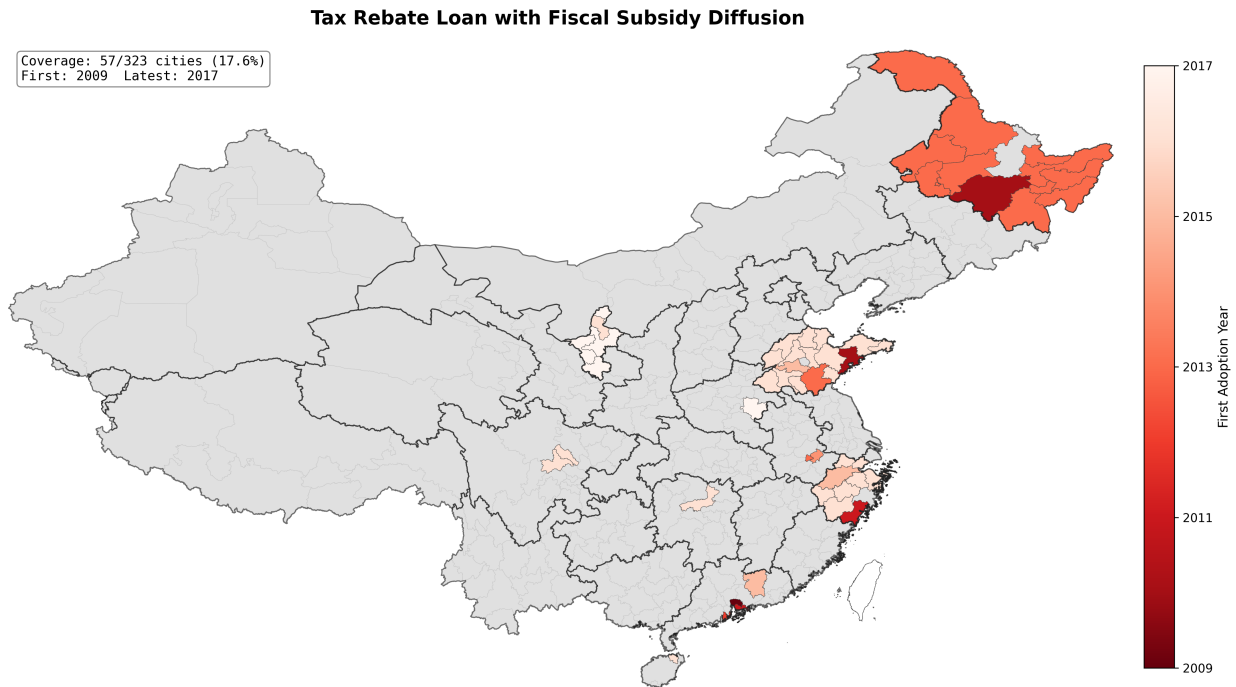 Tax Rebate Loan with Fiscal Subsidy Diffusion
Coverage: 57/323 cities (17.6%)
First: 2009  Latest: 2017
2017
2015
2013
2011
2009
First Adoption Year